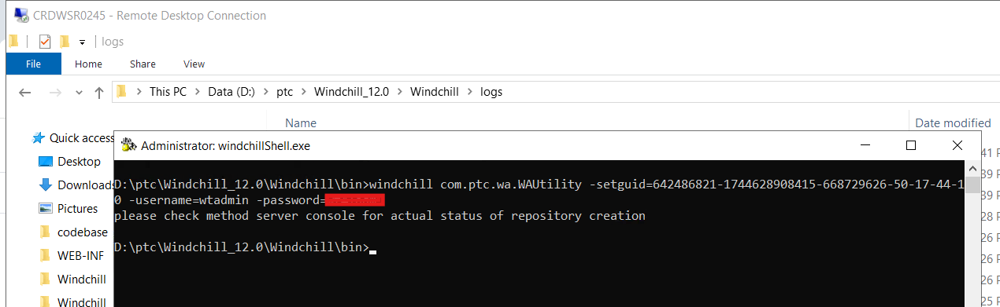 CRDWSR0245 - Remote Desktop Connection
logs
File Home Share View
This PC Data (D:) ptc Windchill_12.0 Windchill logs
Name Date modified
Quick access
Desktop
Downloads
Pictures
codebase
WEB-INF
Windchill
Windchill
Administrator: windchillShell.exe
D:\ptc\Windchill_12.0\Windchill\bin>windchill com.ptc.wa.WAUtility -setguid=642486821-1744628908415-668729626-50-17-44-1
0 -username=wtadmin -password=
please check method server console for actual status of repository creation
D:\ptc\Windchill_12.0\Windchill\bin>
41 P
39 P
39 P
28 P
26 P
26 P
26 P
25 P